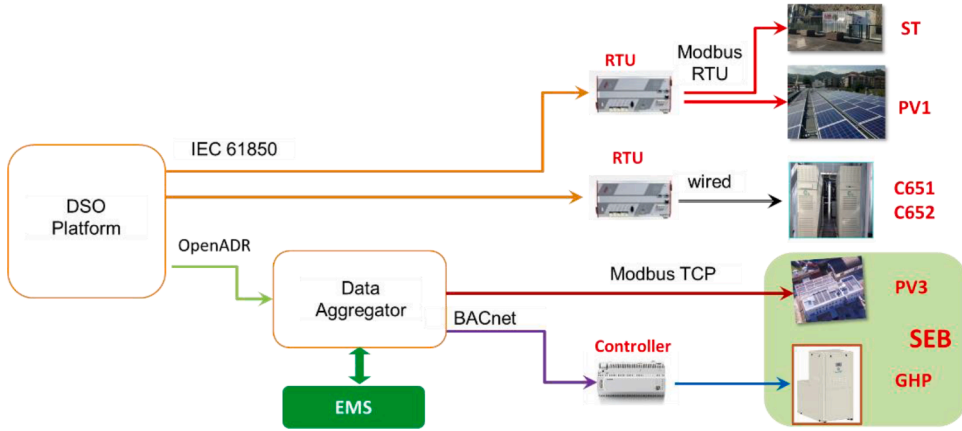 ST
Modbus
RTU
RTU
PV1
IEC 61850
RTU
wired
C651
C652
DSO
Platform
OpenADR
Data
Aggregator
Modbus TCP
PV3
BACnet
SEB
Controller
GHP
EMS